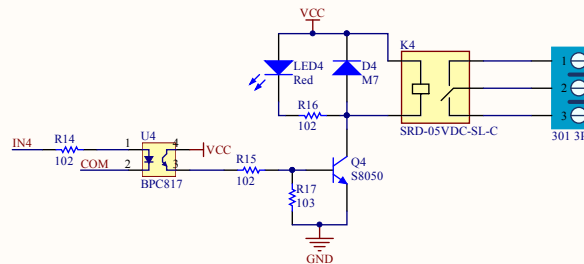 VCC
K4
LED4
Red
D4
M7
1
2
3
R16
102
SRD-05VDC-SL-C
301 3P
IN4
R14
102
U4
1
4
VCC
COM
2
3
BPC817
R15
102
Q4
S8050
R17
103
GND